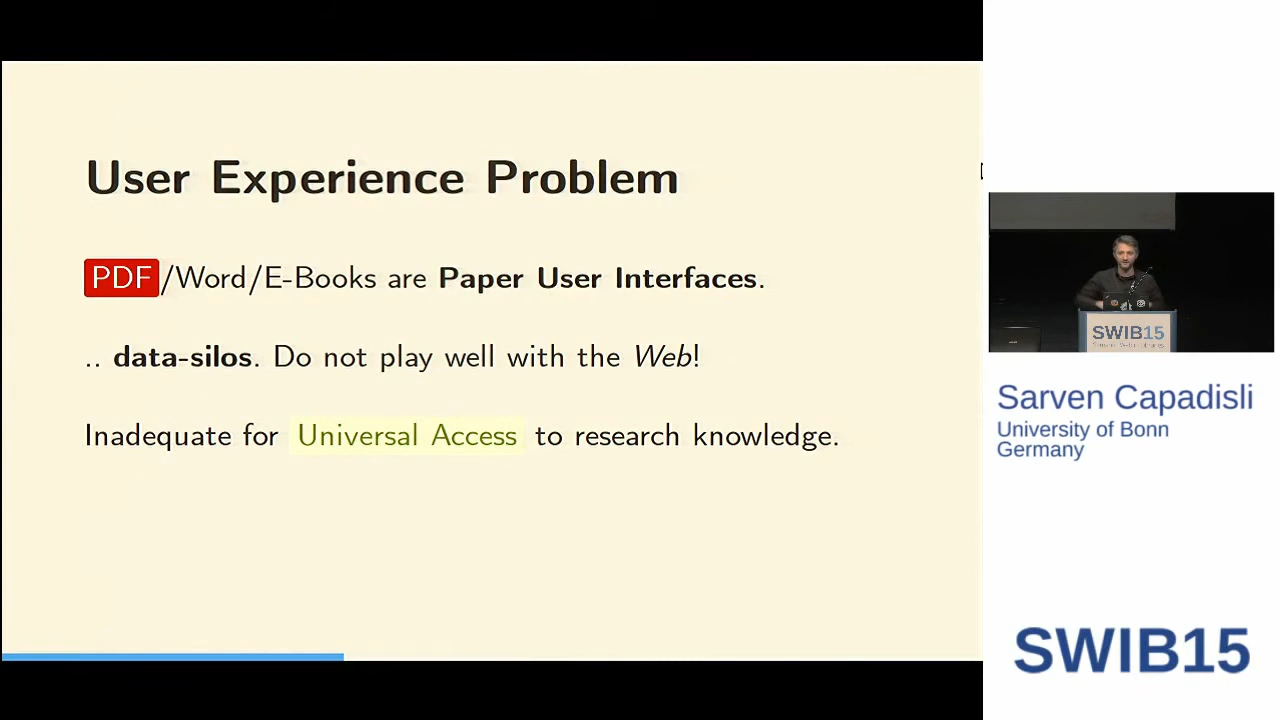 User Experience Problem
PDF/Word/E-Books are Paper User Interfaces.
.. data-silos. Do not play well with the Web!
Inadequate for Universal Access to research knowledge.
SWIB15
Sarven Capadisli
University of Bonn
Germany
SWIB15